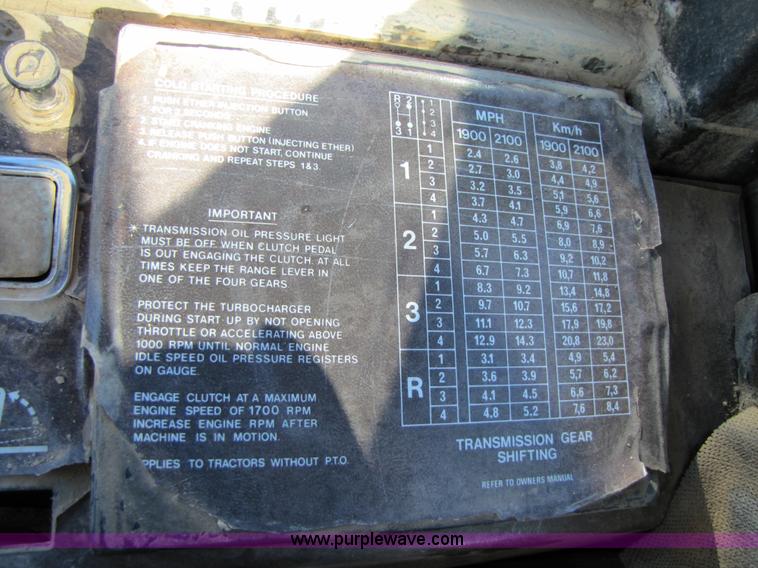 COLD STARTING PROCEDURE
1. PUSH ETHER INJECTION BUTTON
FOR 3 SECONDS
2. START CRANKING ENGINE
3. RELEASE PUSH BUTTON (INJECTING ETHER)
4. IF ENGINE DOES NOT START, CONTINUE
CRANKING AND REPEAT STEPS 1&3.
IMPORTANT
* TRANSMISSION OIL PRESSURE LIGHT
MUST BE OFF WHEN CLUTCH PEDAL
IS OUT ENGAGING THE CLUTCH. AT ALL
TIMES KEEP THE RANGE LEVER IN
ONE OF THE FOUR GEARS
PROTECT THE TURBOCHARGER
DURING START-UP BY NOT OPENING
THROTTLE OR ACCELERATING ABOVE
1000 RPM UNTIL NORMAL ENGINE
IDLE SPEED OIL PRESSURE REGISTERS
ON GAUGE.
ENGAGE CLUTCH AT A MAXIMUM
ENGINE SPEED OF 1700 RPM
INCREASE ENGINE RPM AFTER
MACHINE IS IN MOTION.
APPLIES TO TRACTORS WITHOUT P.T.O.
R 2 1
2
3
3 1 4
MPH Km/h
1900 2100 1900 2100
1 1 2.4 2.6 3,8 4,2
2 2.7 3.0 4,4 4,9
3 3.2 3.5 5,1 5,6
4 3.7 4.1 5,9 6,6
2 1 4.3 4.7 6,9 7,6
2 5.0 5.5 8,0 8,9
3 5.7 6.3 9,2 10,2
4 6.7 7.3 10,7 11,8
3 1 8.3 9.2 13,4 14,8
2 9.7 10.7 15,6 17,2
3 11.1 12.3 17,9 19,8
4 12.9 14.3 20,8 23,0
R 1 3.1 3.4 4,9 5,4
2 3.6 3.9 5,7 6,2
3 4.1 4.5 6,6 7,3
4 4.8 5.2 7,6 8,4
TRANSMISSION GEAR
SHIFTING
REFER TO OWNERS MANUAL
www.purplewave.com